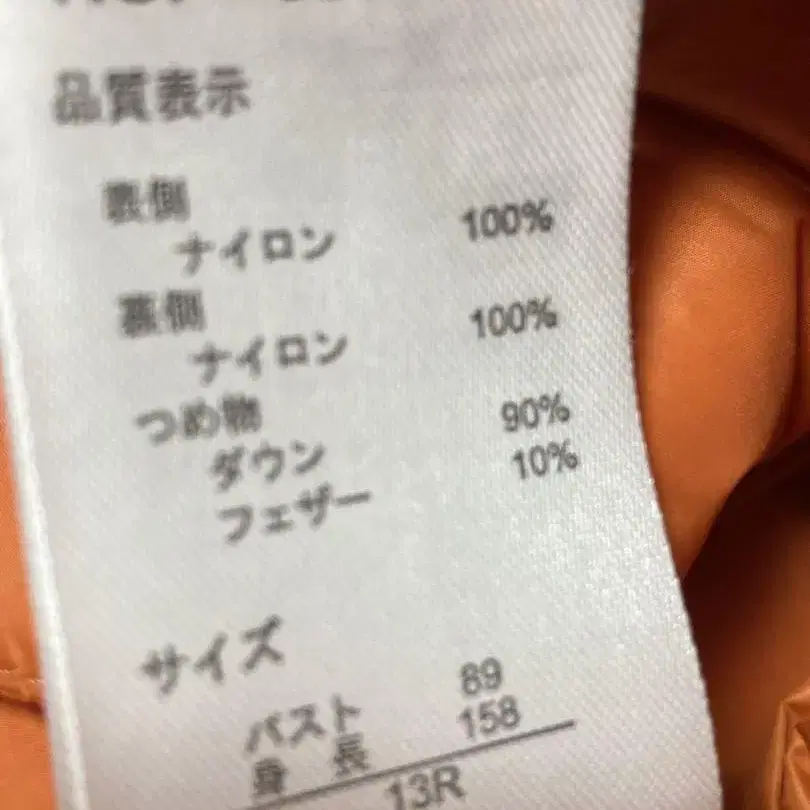 品質表示
表側
ナイロン 100%
裏側
ナイロン 100%
つめ物
ダウン 90%
フェザー 10%
サイズ
バスト 89
身長 158
13R